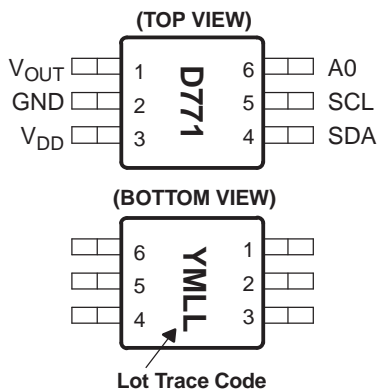 (TOP VIEW)
VOUT 1 6 A0
GND 2 5 SCL
VDD 3 4 SDA
D771
(BOTTOM VIEW)
6 1
5 2
4 3
YMLL
Lot Trace Code